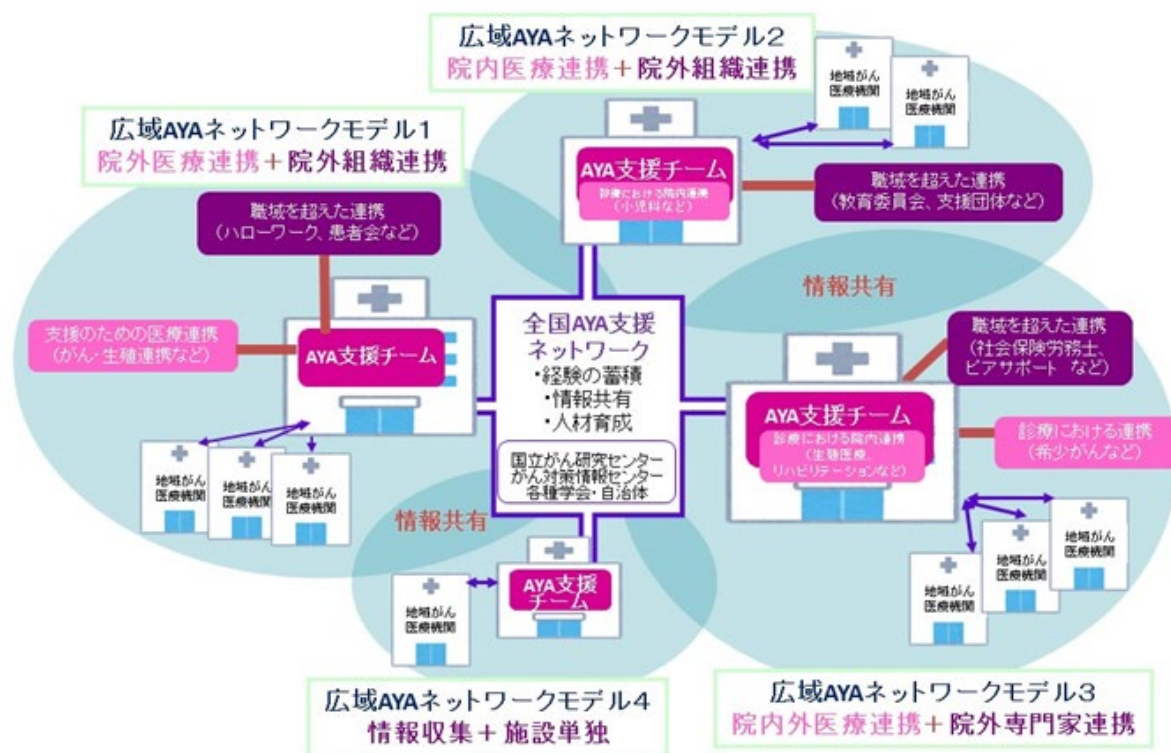 広域AYAネットワークモデル2
院内医療連携＋院外組織連携
地域がん
医療機関
地域がん
医療機関
AYA支援チーム
診療における院内連携
(小児科など)
職域を超えた連携
(教育委員会、支援団体など)
広域AYAネットワークモデル1
院外医療連携＋院外組織連携
職域を超えた連携
(ハローワーク、患者会など)
支援のための医療連携
(がん・生殖連携など)
AYA支援チーム
地域がん
医療機関
地域がん
医療機関
地域がん
医療機関
全国AYA支援
ネットワーク
・経験の蓄積
・情報共有
・人材育成
国立がん研究センター
がん対策情報センター
各種学会・自治体
情報共有
職域を超えた連携
(社会保険労務士、
ピアサポート など)
AYA支援チーム
診療における院内連携
(生殖医療、
リハビリテーションなど)
診療における連携
(希少がんなど)
地域がん
医療機関
地域がん
医療機関
地域がん
医療機関
情報共有
AYA支援
チーム
地域がん
医療機関
広域AYAネットワークモデル4
情報収集＋施設単独
広域AYAネットワークモデル3
院内外医療連携＋院外専門家連携